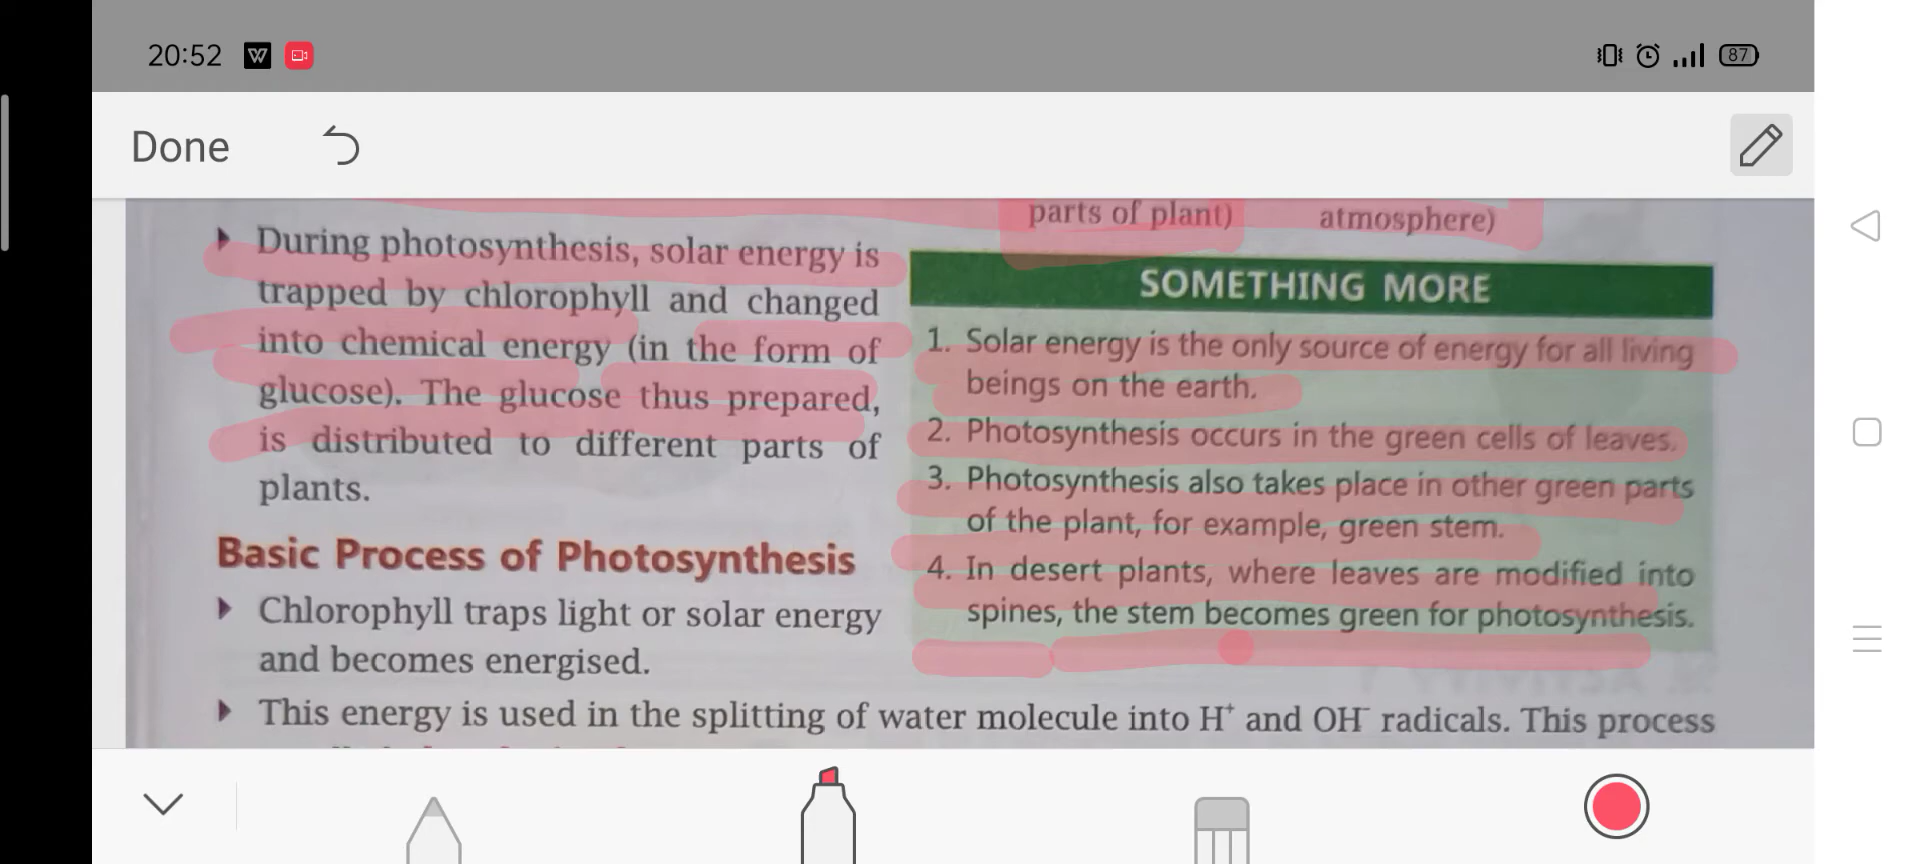 20:52
87
Done
parts of plant) atmosphere)
During photosynthesis, solar energy is
trapped by chlorophyll and changed
into chemical energy (in the form of
glucose). The glucose thus prepared,
is distributed to different parts of
plants.
SOMETHING MORE
1. Solar energy is the only source of energy for all living
beings on the earth.
2. Photosynthesis occurs in the green cells of leaves.
3. Photosynthesis also takes place in other green parts
of the plant, for example, green stem.
4. In desert plants, where leaves are modified into
spines, the stem becomes green for photosynthesis.
Basic Process of Photosynthesis
Chlorophyll traps light or solar energy
and becomes energised.
This energy is used in the splitting of water molecule into H⁺ and OH⁻ radicals. This process